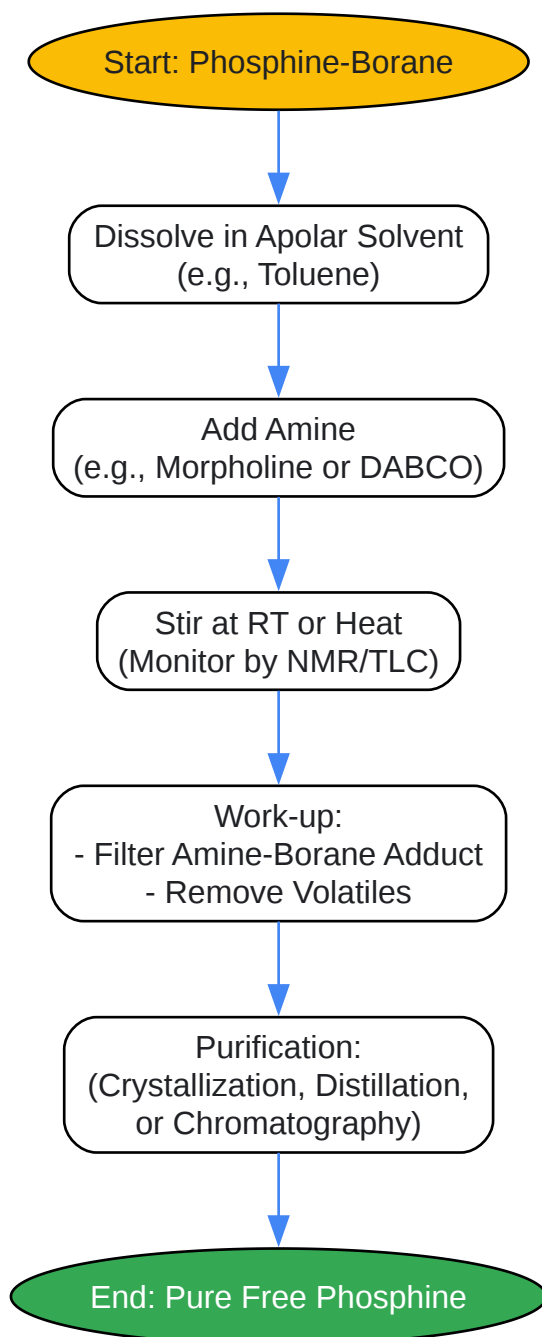 Start: Phosphine-Borane
Dissolve in Apolar Solvent
(e.g., Toluene)
Add Amine
(e.g., Morpholine or DABCO)
Stir at RT or Heat
(Monitor by NMR/TLC)
Work-up:
- Filter Amine-Borane Adduct
- Remove Volatiles
Purification:
(Crystallization, Distillation,
or Chromatography)
End: Pure Free Phosphine